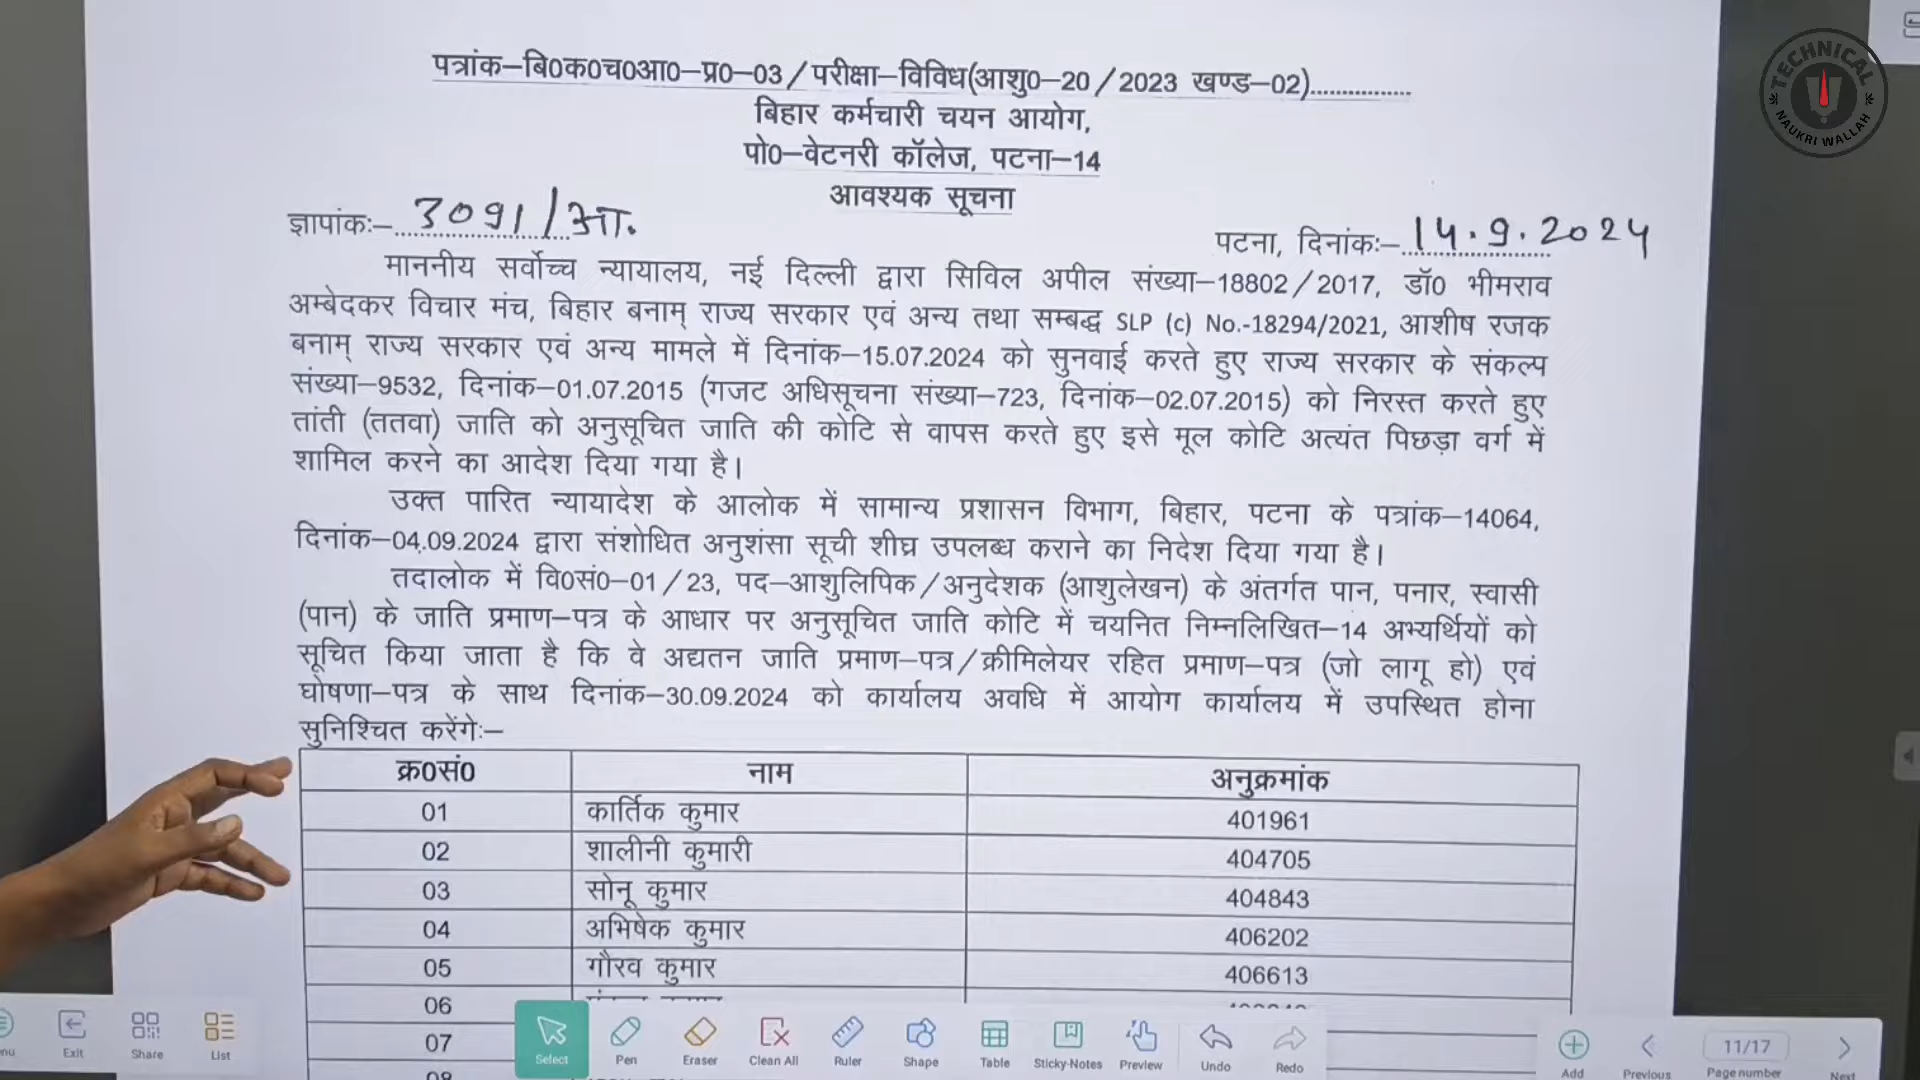 पत्रांक–बि0क0च0आ0–प्र0–03/परीक्षा–विविध(आशु0–20/2023 खण्ड–02)................
बिहार कर्मचारी चयन आयोग,
पो0–वेटनरी कॉलेज, पटना–14
आवश्यक सूचना
ज्ञापांकः–3091/आ.
पटना, दिनांकः–14.9.2024
माननीय सर्वोच्च न्यायालय, नई दिल्ली द्वारा सिविल अपील संख्या–18802/2017, डॉ0 भीमराव
अम्बेदकर विचार मंच, बिहार बनाम् राज्य सरकार एवं अन्य तथा सम्बद्ध SLP (c) No.-18294/2021, आशीष रजक
बनाम् राज्य सरकार एवं अन्य मामले में दिनांक–15.07.2024 को सुनवाई करते हुए राज्य सरकार के संकल्प
संख्या–9532, दिनांक–01.07.2015 (गजट अधिसूचना संख्या–723, दिनांक–02.07.2015) को निरस्त करते हुए
तांती (ततवा) जाति को अनुसूचित जाति की कोटि से वापस करते हुए इसे मूल कोटि अत्यंत पिछड़ा वर्ग में
शामिल करने का आदेश दिया गया है।
उक्त पारित न्यायादेश के आलोक में सामान्य प्रशासन विभाग, बिहार, पटना के पत्रांक–14064,
दिनांक–04.09.2024 द्वारा संशोधित अनुशंसा सूची शीघ्र उपलब्ध कराने का निदेश दिया गया है।
तदालोक में वि0सं0–01/23, पद–आशुलिपिक/अनुदेशक (आशुलेखन) के अंतर्गत पान, पनार, स्वासी
(पान) के जाति प्रमाण–पत्र के आधार पर अनुसूचित जाति कोटि में चयनित निम्नलिखित–14 अभ्यर्थियों को
सूचित किया जाता है कि वे अद्यतन जाति प्रमाण–पत्र/क्रीमिलेयर रहित प्रमाण–पत्र (जो लागू हो) एवं
घोषणा–पत्र के साथ दिनांक–30.09.2024 को कार्यालय अवधि में आयोग कार्यालय में उपस्थित होना
सुनिश्चित करेंगेः–
क्र0सं0 नाम अनुक्रमांक
01 कार्तिक कुमार 401961
02 शालीनी कुमारी 404705
03 सोनू कुमार 404843
04 अभिषेक कुमार 406202
05 गौरव कुमार 406613
06
07
08
TECHNICAL
NAUKRI WALLAH
Exit Share List Select Pen Eraser Clean All Ruler Shape Table Sticky-Notes Preview Undo Redo Add Previous Page number Next
11/17